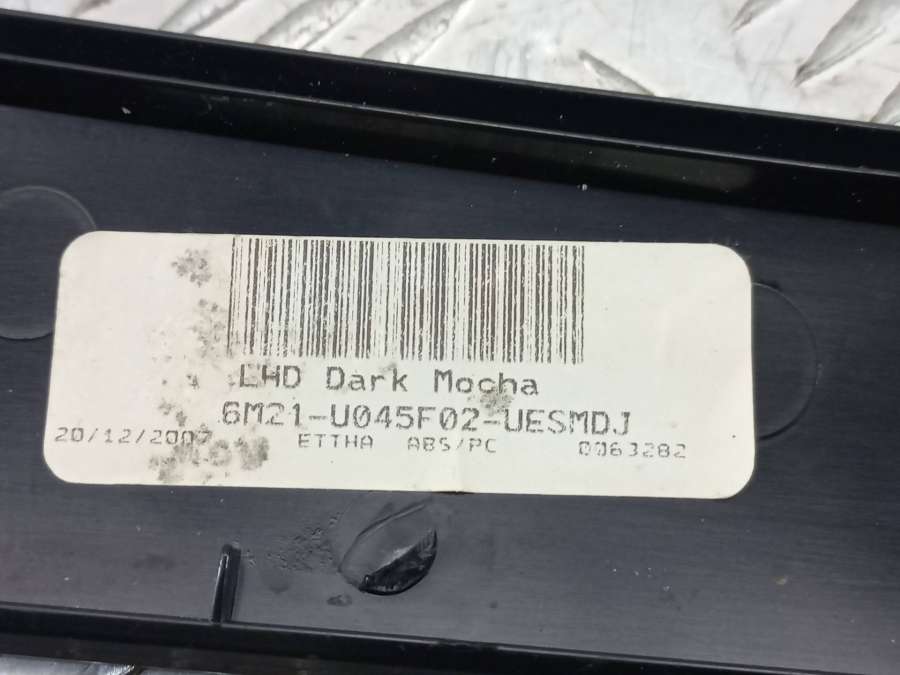 LHD Dark Mocha
6M21-U045F02-UESMDJ
20/12/2007 ETTHA ABS/PC 0063282